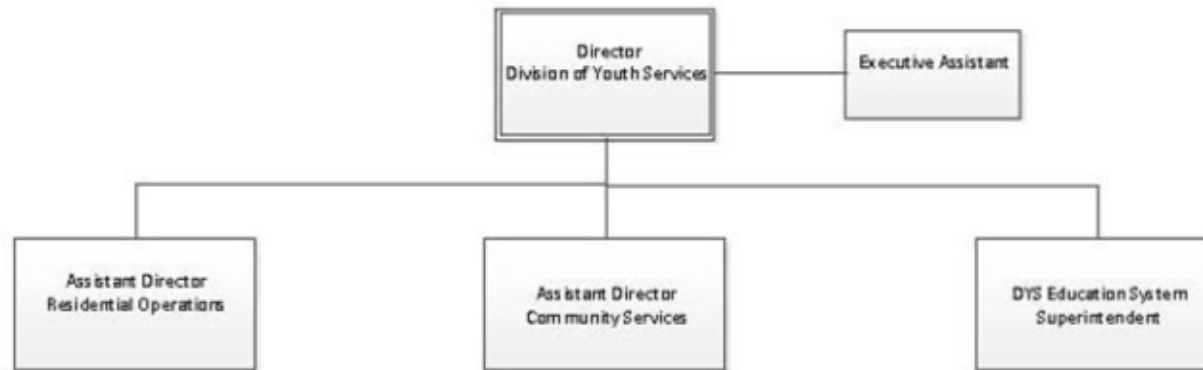 Director
Division of Youth Services
Executive Assistant
Assistant Director
Residential Operations
Assistant Director
Community Services
DYS Education System
Superintendent